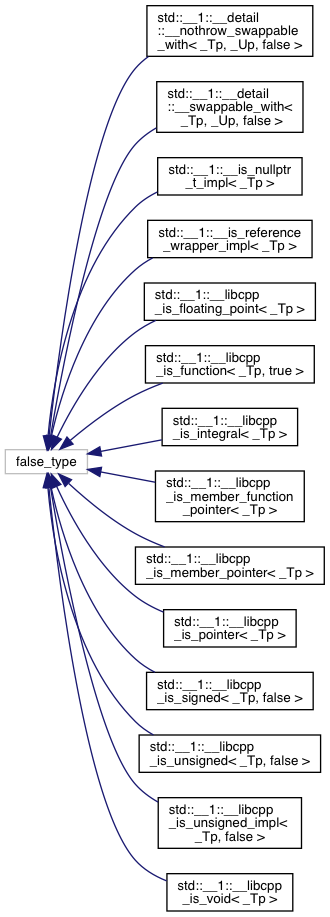 std::__1::__detail
::__nothrow_swappable
_with< _Tp, _Up, false >
std::__1::__detail
::__swappable_with<
_Tp, _Up, false >
std::__1::__is_nullptr
_t_impl< _Tp >
std::__1::__is_reference
_wrapper_impl< _Tp >
std::__1::__libcpp
_is_floating_point< _Tp >
std::__1::__libcpp
_is_function< _Tp, true >
std::__1::__libcpp
_is_integral< _Tp >
false_type
std::__1::__libcpp
_is_member_function
_pointer< _Tp >
std::__1::__libcpp
_is_member_pointer< _Tp >
std::__1::__libcpp
_is_pointer< _Tp >
std::__1::__libcpp
_is_signed< _Tp, false >
std::__1::__libcpp
_is_unsigned< _Tp, false >
std::__1::__libcpp
_is_unsigned_impl<
_Tp, false >
std::__1::__libcpp
_is_void< _Tp >